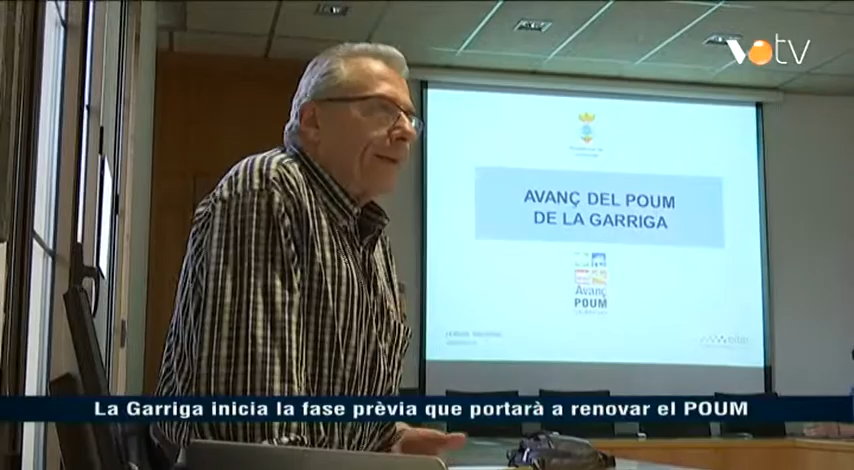 VOTV
AVANÇ DEL POUM
DE LA GARRIGA
Avanç
POUM
La Garriga inicia la fase prèvia que portarà a renovar el POUM